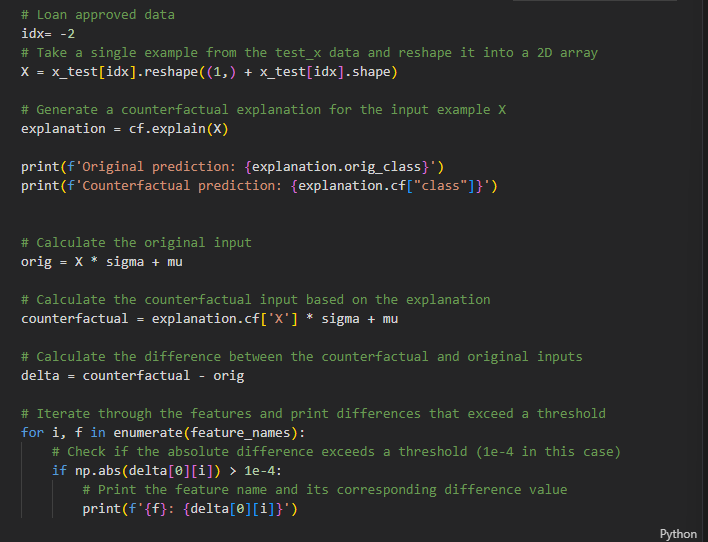 # Loan approved data
idx= -2
# Take a single example from the test_x data and reshape it into a 2D array
X = x_test[idx].reshape((1,) + x_test[idx].shape)

# Generate a counterfactual explanation for the input example X
explanation = cf.explain(X)

print(f'Original prediction: {explanation.orig_class}')
print(f'Counterfactual prediction: {explanation.cf["class"]}')


# Calculate the original input
orig = X * sigma + mu

# Calculate the counterfactual input based on the explanation
counterfactual = explanation.cf['X'] * sigma + mu

# Calculate the difference between the counterfactual and original inputs
delta = counterfactual - orig

# Iterate through the features and print differences that exceed a threshold
for i, f in enumerate(feature_names):
    # Check if the absolute difference exceeds a threshold (1e-4 in this case)
    if np.abs(delta[0][i]) > 1e-4:
        # Print the feature name and its corresponding difference value
        print(f'{f}: {delta[0][i]}')
Python